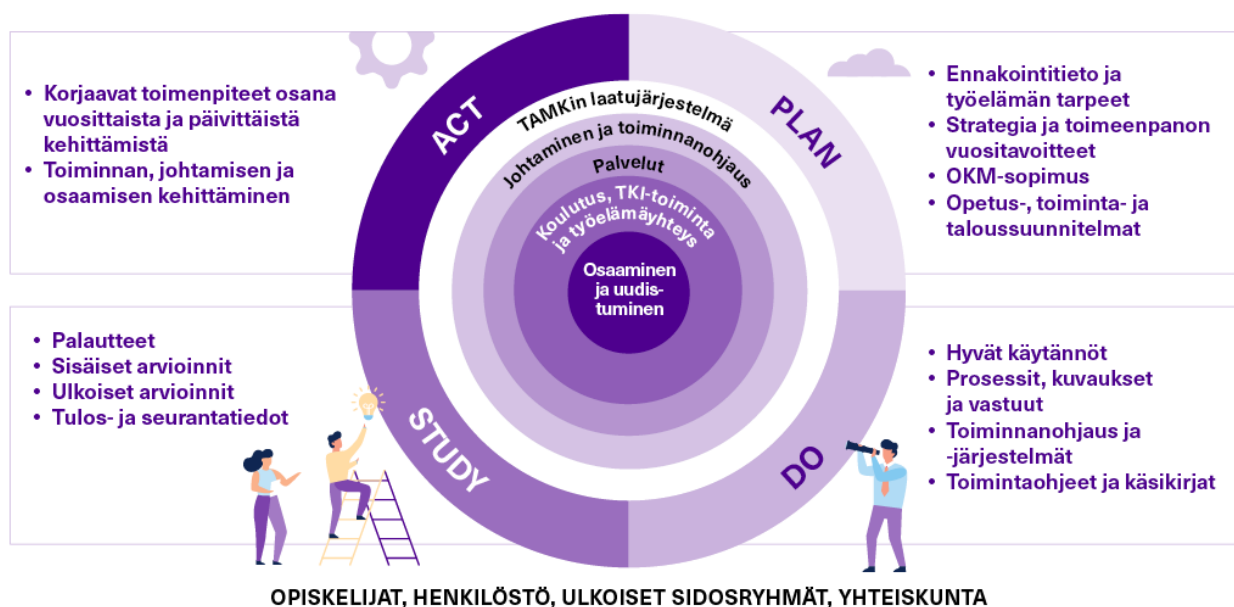 • Korjaavat toimenpiteet osana
vuosittaista ja päivittäistä
kehittämistä
• Toiminnan, johtamisen ja
osaamisen kehittäminen
ACT
PLAN
• Ennakointitieto ja
työelämän tarpeet
• Strategia ja toimeenpanon
vuositavoitteet
• OKM-sopimus
• Opetus-, toiminta- ja
taloussuunnitelmat
TAMKin laatujärjestelmä
Johtaminen ja toiminnanohjaus
Palvelut
Koulutus, TKI-toiminta
ja työelämäyhteys
Osaaminen
ja uudis-
tuminen
• Palautteet
• Sisäiset arvioinnit
• Ulkoiset arvioinnit
• Tulos- ja seurantatiedot
STUDY
DO
• Hyvät käytännöt
• Prosessit, kuvaukset
ja vastuut
• Toiminnanohjaus ja
-järjestelmät
• Toimintaohjeet ja käsikirjat
OPISKELIJAT, HENKILÖSTÖ, ULKOISET SIDOSRYHMÄT, YHTEISKUNTA